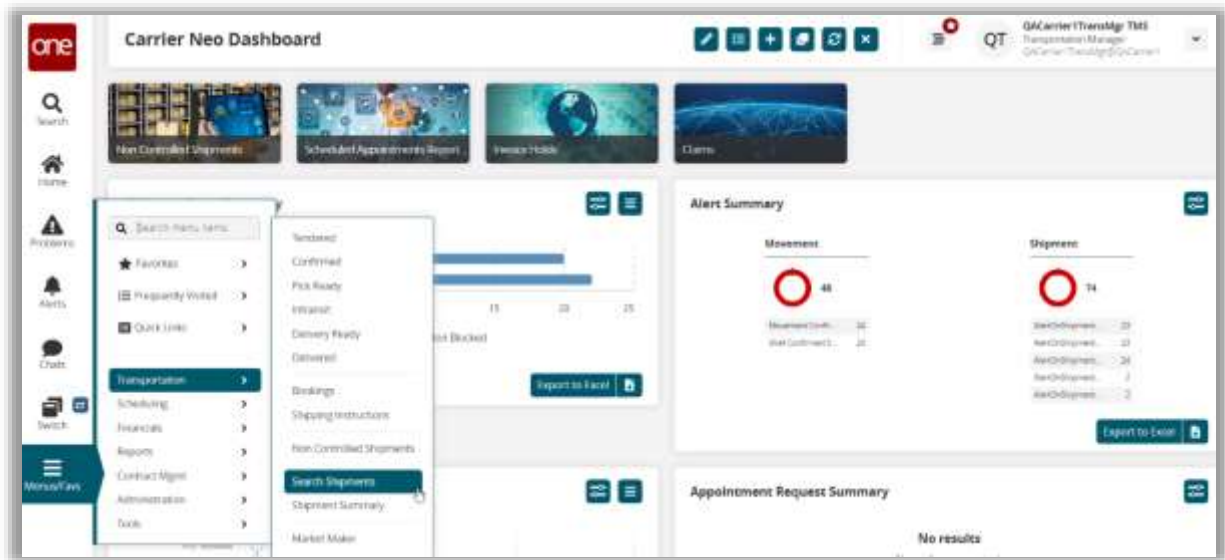 one
Carrier Neo Dashboard
QT
QACarrier1TransMgr TMS
Transportation Manager
Search
Home
Problems
Alerts
Chats
Switch
Menus/Favs
Non Controlled Shipments
Scheduled Appointments Report
Invoice Holds
Claims
Search menu items
Favorites
Frequently Visited
Quick Links
Transportation
Scheduling
Financials
Reports
Contract Mgmt
Administration
Tools
Tendered
Confirmed
Pick Ready
Intransit
Delivery Ready
Delivered
Bookings
Shipping Instructions
Non Controlled Shipments
Search Shipments
Shipment Summary
Market Maker
15 20 25
Blocked
Export to Excel
Alert Summary
Movement
48
Shipment
74
Export to Excel
Appointment Request Summary
No results